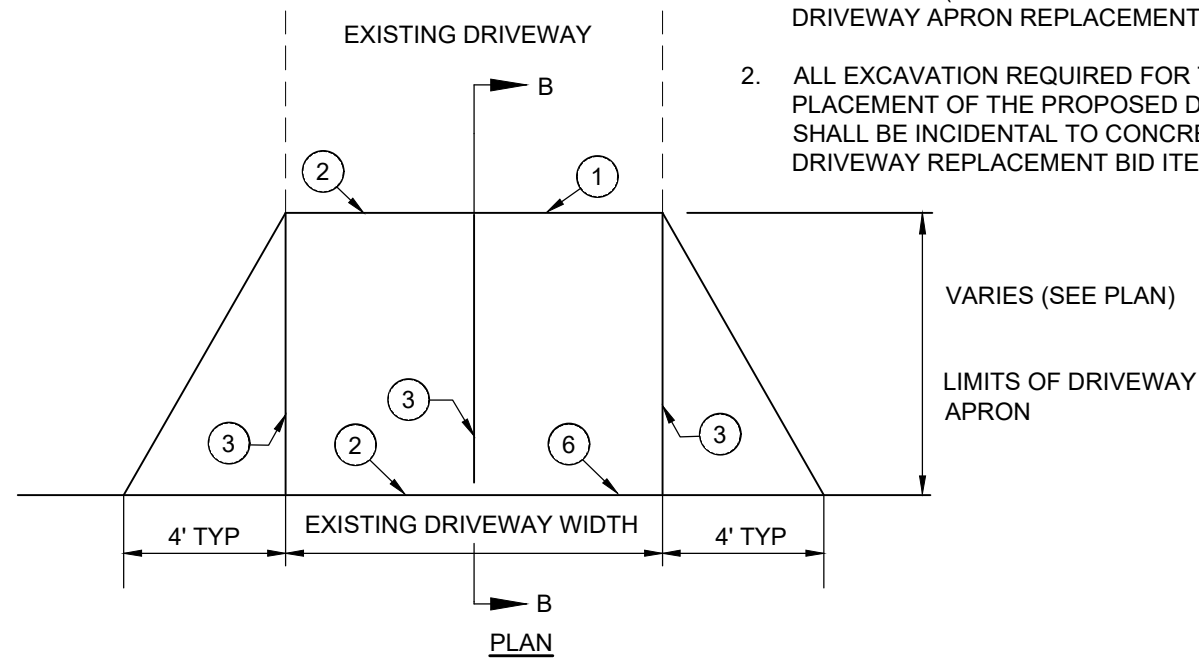 DRIVEWAY APRON REPLACEMENT
EXISTING DRIVEWAY
B
2. ALL EXCAVATION REQUIRED FOR
PLACEMENT OF THE PROPOSED
SHALL BE INCIDENTAL TO
DRIVEWAY REPLACEMENT BID
2
1
VARIES (SEE PLAN)
LIMITS OF DRIVEWAY
APRON
3
3
2
6
3
4' TYP
EXISTING DRIVEWAY WIDTH
4' TYP
B
PLAN